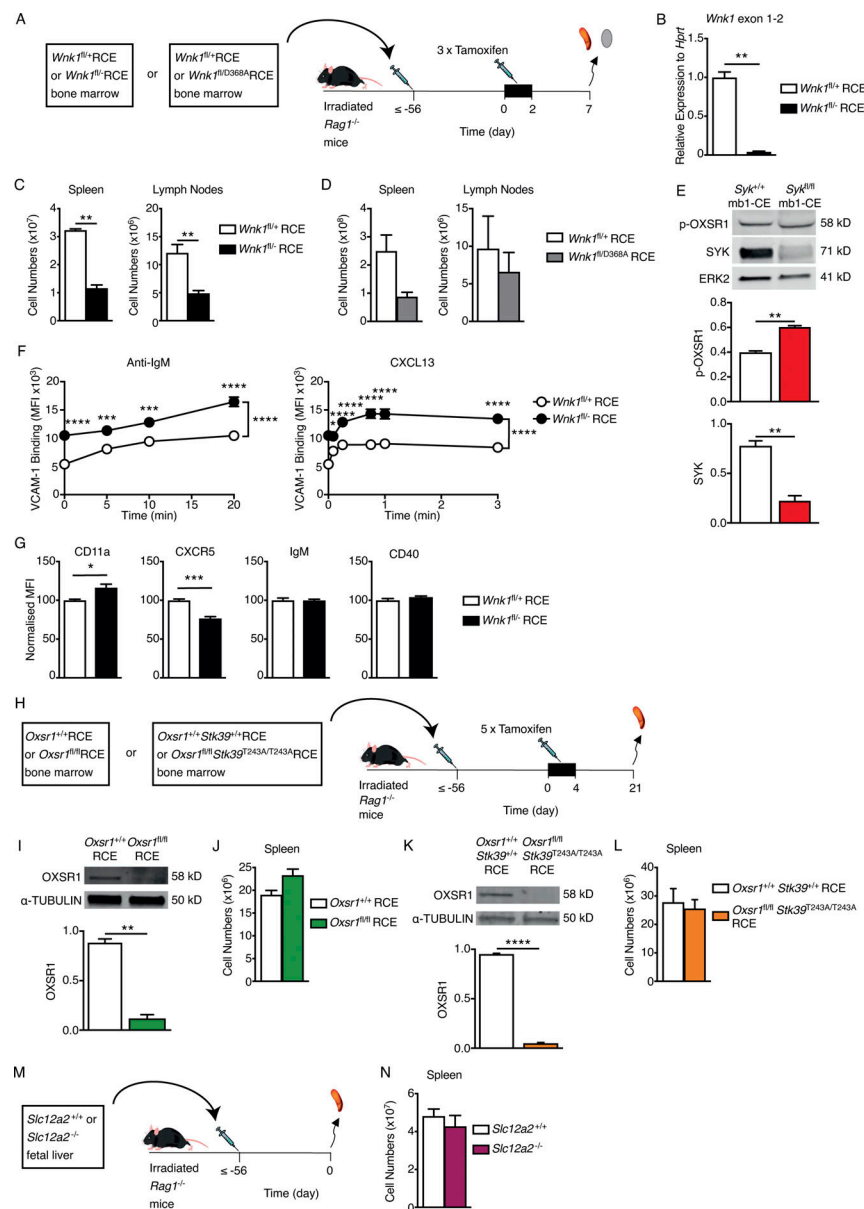 A
Wnk1fl/+RCE
or Wnk1fl/-RCE
bone marrow
or
Wnk1fl/+RCE
or Wnk1fl/D368ARCE
bone marrow
3 x Tamoxifen
Irradiated
Rag1-/-
mice
≤ -56
0
2
7
Time (day)
B
Wnk1 exon 1-2
Relative Expression to Hprt
1.5
1.0
0.5
0.0
**
Wnk1fl/+ RCE
Wnk1fl/- RCE
C
Spleen
Cell Numbers (x10⁷)
4
3
2
1
0
**
Lymph Nodes
Cell Numbers (x10⁶)
20
15
10
5
0
**
Wnk1fl/+ RCE
Wnk1fl/- RCE
D
Spleen
Cell Numbers (x10⁸)
4
3
2
1
0
Lymph Nodes
Cell Numbers (x10⁶)
15
10
5
0
Wnk1fl/+ RCE
Wnk1fl/D368A RCE
E
Syk+/+ Sykfl/fl
mb1-CE mb1-CE
p-OXSR1
58 kD
SYK
71 kD
ERK2
41 kD
p-OXSR1
0.8
0.6
0.4
0.2
0.0
**
SYK
1.0
0.5
0.0
**
F
Anti-IgM
VCAM-1 Binding (MFI x10³)
20
15
10
5
0
**** *** *** ****
****
0 5 10 15 20
Time (min)
CXCL13
VCAM-1 Binding (MFI x10³)
20
15
10
5
0
****
**** ****
**** ****
*
****
0 1 2 3
Time (min)
Wnk1fl/+ RCE
Wnk1fl/- RCE
G
CD11a
Normalised MFI
150
100
50
0
*
CXCR5
150
100
50
0
***
IgM
150
100
50
0
CD40
150
100
50
0
Wnk1fl/+ RCE
Wnk1fl/- RCE
H
Oxsr1+/+RCE
or Oxsr1fl/flRCE
bone marrow
or
Oxsr1+/+Stk39+/+RCE
or Oxsr1fl/flStk39T243A/T243ARCE
bone marrow
5 x Tamoxifen
Irradiated
Rag1-/-
mice
≤ -56
0
4
21
Time (day)
I
Oxsr1+/+ Oxsr1fl/fl
RCE RCE
OXSR1
58 kD
α-TUBULIN
50 kD
OXSR1
1.0
0.5
0.0
**
J
Spleen
Cell Numbers (x10⁶)
25
20
15
10
5
0
Oxsr1+/+ RCE
Oxsr1fl/fl RCE
K
Oxsr1+/+ Oxsr1fl/fl
Stk39+/+ Stk39T243A/T243A
RCE RCE
OXSR1
58 kD
α-TUBULIN
50 kD
OXSR1
1.0
0.5
0.0
****
L
Spleen
Cell Numbers (x10⁶)
40
30
20
10
0
Oxsr1+/+ Stk39+/+ RCE
Oxsr1fl/fl Stk39T243A/T243A
RCE
M
Slc12a2+/+ or
Slc12a2-/-
fetal liver
Irradiated
Rag1-/-
mice
≤ -56
0
Time (day)
N
Spleen
Cell Numbers (x10⁷)
6
4
2
0
Slc12a2+/+
Slc12a2-/-